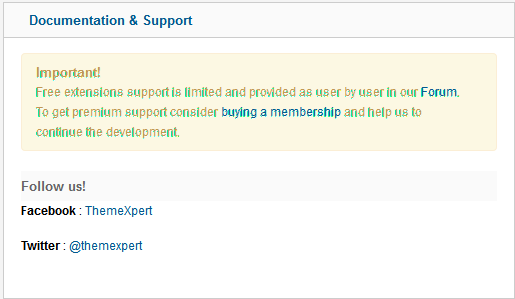 Documentation & Support
Important!
Free extensions support is limited and provided as user by user in our Forum.
To get premium support consider buying a membership and help us to
continue the development.
Follow us!
Facebook : ThemeXpert
Twitter : @themexpert